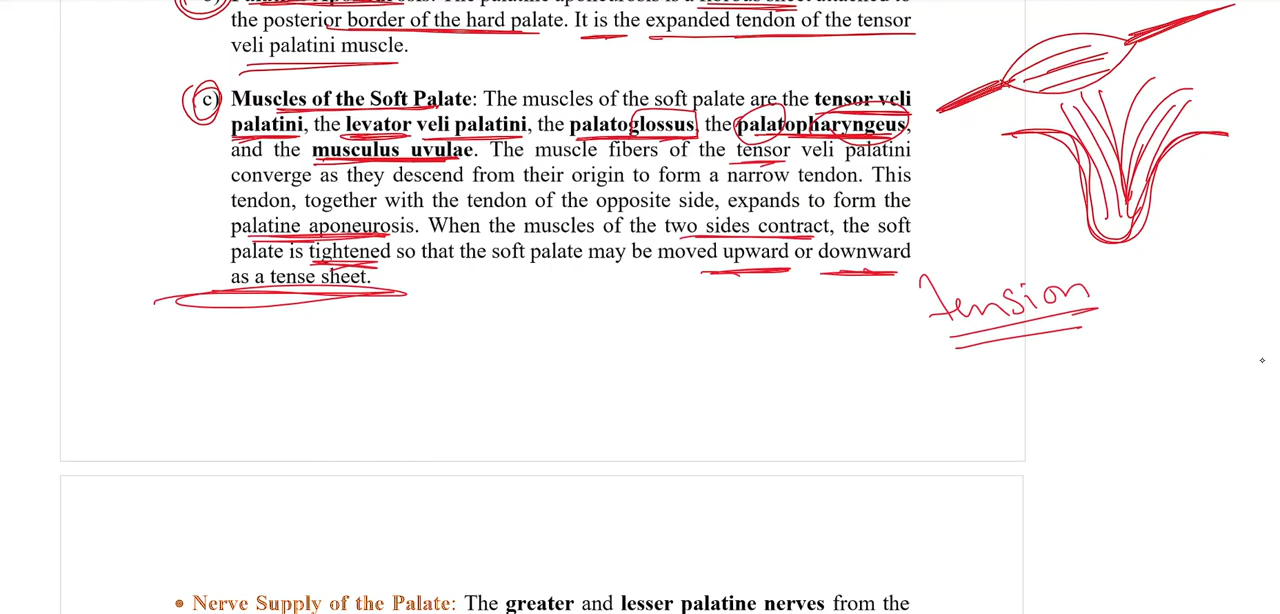 the posterior border of the hard palate. It is the expanded tendon of the tensor
veli palatini muscle.
c) Muscles of the Soft Palate: The muscles of the soft palate are the tensor veli
palatini, the levator veli palatini, the palatoglossus, the palatopharyngeus,
and the musculus uvulae. The muscle fibers of the tensor veli palatini
converge as they descend from their origin to form a narrow tendon. This
tendon, together with the tendon of the opposite side, expands to form the
palatine aponeurosis. When the muscles of the two sides contract, the soft
palate is tightened so that the soft palate may be moved upward or downward
as a tense sheet.
tension
• Nerve Supply of the Palate: The greater and lesser palatine nerves from the